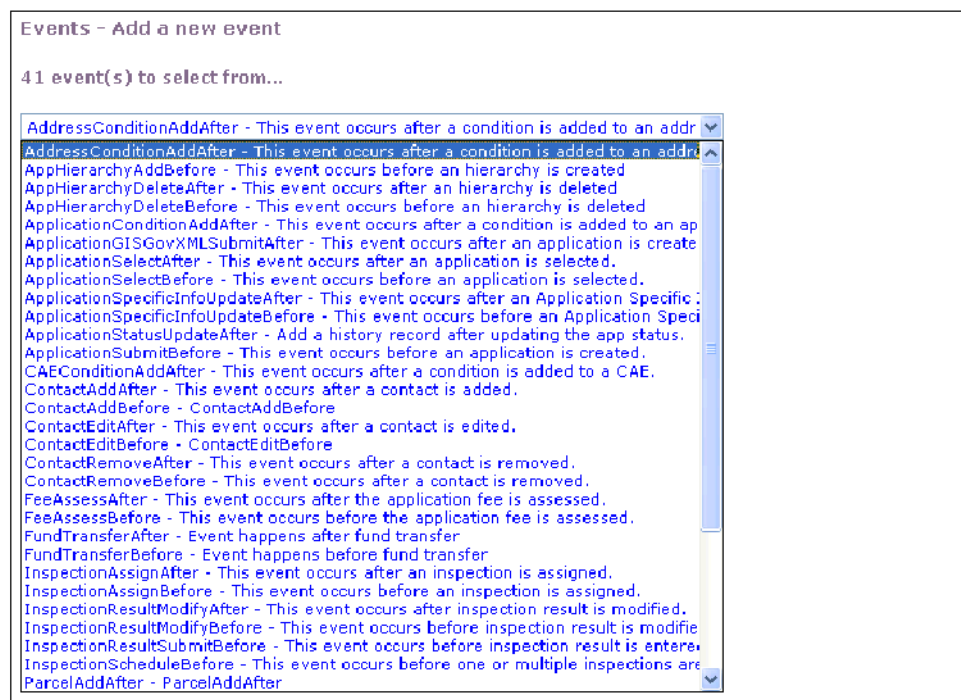 Events - Add a new event
41 event(s) to select from...
AddressConditionAddAfter - This event occurs after a condition is added to an addr
AddressConditionAddAfter - This event occurs after a condition is added to an addr
AppHierarchyAddBefore - This event occurs before an hierarchy is created
AppHierarchyDeleteAfter - This event occurs after an hierarchy is deleted
AppHierarchyDeleteBefore - This event occurs before an hierarchy is deleted
ApplicationConditionAddAfter - This event occurs after a condition is added to an ap
ApplicationGISGovXMLSubmitAfter - This event occurs after an application is create
ApplicationSelectAfter - This event occurs after an application is selected.
ApplicationSelectBefore - This event occurs before an application is selected.
ApplicationSpecificInfoUpdateAfter - This event occurs after an Application Specific
ApplicationSpecificInfoUpdateBefore - This event occurs before an Application Speci
ApplicationStatusUpdateAfter - Add a history record after updating the app status.
ApplicationSubmitBefore - This event occurs before an application is created.
CAEConditionAddAfter - This event occurs after a condition is added to a CAE.
ContactAddAfter - This event occurs after a contact is added.
ContactAddBefore - ContactAddBefore
ContactEditAfter - This event occurs after a contact is edited.
ContactEditBefore - ContactEditBefore
ContactRemoveAfter - This event occurs after a contact is removed.
ContactRemoveBefore - This event occurs after a contact is removed.
FeeAssessAfter - This event occurs after the application fee is assessed.
FeeAssessBefore - This event occurs before the application fee is assessed.
FundTransferAfter - Event happens after fund transfer
FundTransferBefore - Event happens before fund transfer
InspectionAssignAfter - This event occurs after an inspection is assigned.
InspectionAssignBefore - This event occurs before an inspection is assigned.
InspectionResultModifyAfter - This event occurs after inspection result is modified.
InspectionResultModifyBefore - This event occurs before inspection result is modifie
InspectionResultSubmitBefore - This event occurs before inspection result is entere
InspectionScheduleBefore - This event occurs before one or multiple inspections are
ParcelAddAfter - ParcelAddAfter